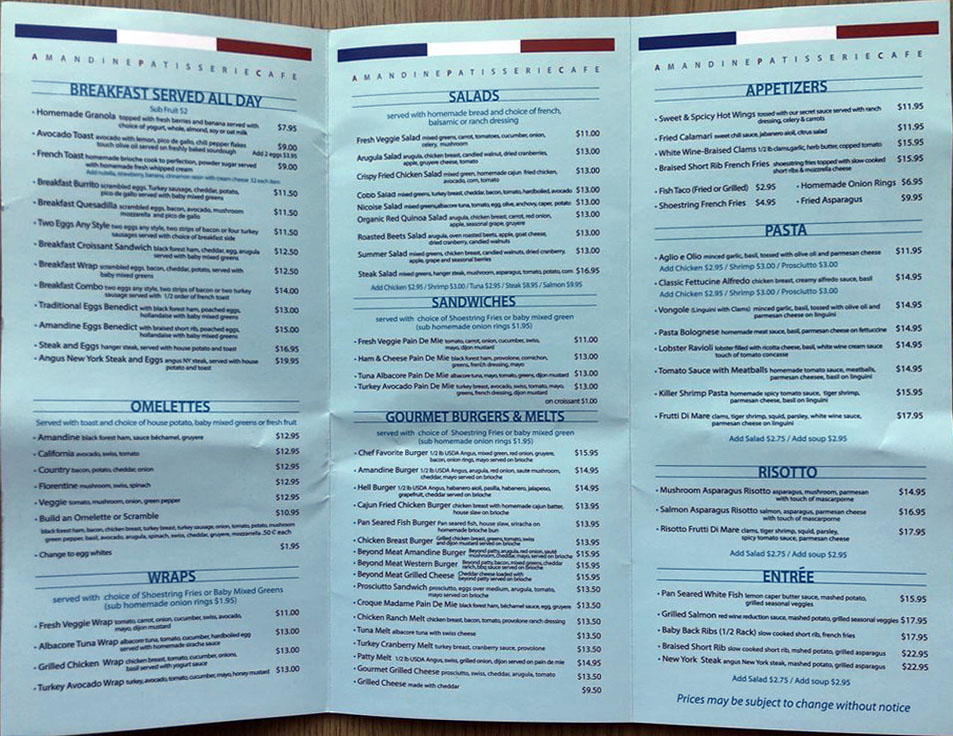 AMANDINEPATISSERIECAFE
BREAKFAST SERVED ALL DAY
Sub Fruit $2
• Homemade Granola topped with fresh berries and banana served with $7.95
choice of yogurt, whole, almond, soy or oat milk
• Avocado Toast avocado with lemon, pico de gallo, chili pepper flakes $9.00
touch olive oil served on freshly baked sourdough Add 2 eggs $3.95
• French Toast homemade brioche cook to perfection, powder sugar served $9.00
with homemade fresh whipped cream
Add nutella, strawberry, banana, cinnamon raisin with cream cheese $2 each item
• Breakfast Burrito scrambled eggs, Turkey sausage, cheddar, potato, $11.50
pico de gallo served with baby mixed greens
• Breakfast Quesadilla scrambled eggs, bacon, avocado, mushroom $11.50
mozzarella and pico de gallo
• Two Eggs Any Style two eggs any style, two strips of bacon or four turkey $11.50
sausages served with choice of breakfast side
• Breakfast Croissant Sandwich black forest ham, cheddar, egg, arugula $12.50
served with baby mixed greens
• Breakfast Wrap scrambled eggs, bacon, cheddar, potato, served with $12.50
baby mixed greens
• Breakfast Combo two eggs any style, two strips of bacon or two turkey $14.00
sausage served with 1/2 order of french toast
• Traditional Eggs Benedict with black forest ham, poached eggs, $13.00
hollandaise with baby mixed greens
• Amandine Eggs Benedict with braised short rib, poached eggs, $15.00
hollandaise with baby mixed greens
• Steak and Eggs hanger steak, served with house potato and toast $16.95
• Angus New York Steak and Eggs angus NY steak, served with house $19.95
potato and toast
OMELETTES
Served with toast and choice of house potato, baby mixed greens or fresh fruit
• Amandine black forest ham, sauce béchamel, gruyere $12.95
• California avocado, swiss, tomato $12.95
• Country bacon, potato, cheddar, onion $12.95
• Florentine mushroom, swiss, spinach $12.95
• Veggie tomato, mushroom, onion, green pepper $12.95
• Build an Omelette or Scramble $10.95
black forest ham, bacon, chicken breast, turkey breast, turkey sausage, onion, tomato, potato, mushroom
green pepper, basil, avocado, arugula, spinach, swiss, cheddar, gruyere, mozzarella .50 ¢ each
• Change to egg whites $1.95
WRAPS
served with choice of Shoestring Fries or Baby Mixed Greens
(sub homemade onion rings $1.95)
• Fresh Veggie Wrap tomato, carrot, onion, cucumber, swiss, avocado, $11.00
mayo, dijon mustard
• Albacore Tuna Wrap albacore tuna, tomato, cucumber, hardboiled egg $13.00
served with homemade siracha sauce
• Grilled Chicken Wrap chicken breast, tomato, cucumber, onions, $13.00
basil served with yogurt sauce
• Turkey Avocado Wrap turkey, avocado, tomato, cucumber, mayo, honey mustard $13.00
AMANDINEPATISSERIECAFE
SALADS
served with homemade bread and choice of french,
balsamic or ranch dressing
Fresh Veggie Salad mixed greens, carrot, tomatoes, cucumber, onion, $11.00
celery, mushroom
Arugula Salad arugula, chicken breast, candied walnut, dried cranberries, $13.00
apple, gruyere cheese, tomato
Crispy Fried Chicken Salad mixed green, homemade cajun fried chicken, $13.00
avocado, corn, tomato
Cobb Salad mixed greens, turkey breast, cheddar, bacon, tomato, hardboiled, avocado $13.00
Nicoise Salad mixed greens, albacore tuna, tomato, egg, olive, anchovy, caper, potato $13.00
Organic Red Quinoa Salad arugula, chicken breast, carrot, red onion, $13.00
apple, seasonal grape, gruyere
Roasted Beets Salad arugula, oven roasted beets, apple, goat cheese, $13.00
dried cranberry, candied walnuts
Summer Salad mixed greens, chicken breast, candied walnuts, dried cranberry, $13.00
apple, grape and seasonal berries
Steak Salad mixed greens, hanger steak, mushroom, asparagus, tomato, potato, corn $16.95
Add Chicken $2.95 / Shrimp $3.00 / Tuna $2.95 / Steak $8.95 / Salmon $9.95
SANDWICHES
served with choice of Shoestring Fries or baby mixed green
(sub homemade onion rings $1.95)
• Fresh Veggie Pain De Mie tomato, carrot, onion, cucumber, swiss, $11.00
mayo, dijon mustard
• Ham & Cheese Pain De Mie black forest ham, provolone, cornichon, $13.00
greens, french dressing, mayo
• Tuna Albacore Pain De Mie albacore tuna, mayo, tomato, greens, dijon mustard $13.00
• Turkey Avocado Pain De Mie turkey breast, avocado, swiss, tomato, mayo, $13.00
greens, french dressing, dijon mustard
on croissant $1.00
GOURMET BURGERS & MELTS
served with choice of Shoestring Fries or baby mixed green
(sub homemade onion rings $1.95)
• Chef Favorite Burger 1/2 lb USDA Angus, mixed green, red onion, gruyere, $15.95
bacon, onion rings, mayo served on brioche
• Amandine Burger 1/2 lb USDA Angus, arugula, red onion, saute mushroom, $14.95
cheddar, mayo served on brioche
• Hell Burger 1/2 lb USDA Angus, habanero aioli, pasilla, habanero, jalapeno, $14.95
grapefruit, cheddar served on brioche
• Cajun Fried Chicken Burger chicken breast with homemade cajun batter, $13.95
house slaw on brioche
• Pan Seared Fish Burger Pan seared fish, house slaw, sriracha on $13.95
homemade brioche bun
• Chicken Breast Burger Grilled chicken breast, greens, tomato, swiss $13.95
and dijon mustard served on brioche
• Beyond Meat Amandine Burger Beyond patty, arugula, red onion, sauté $15.95
mushroom, cheddar, mayo, served on brioche
• Beyond Meat Western Burger Beyond patty, bacon, mixed greens, cheddar $15.95
ranch, bbq sauce served on Brioche
• Beyond Meat Grilled Cheese Cheddar cheese loaded with $15.95
beyond patty served on brioche
• Prosciutto Sandwich prosciutto, eggs over medium, arugula, tomato, $13.50
mayo served on brioche
• Croque Madame Pain De Mie black forest ham, béchamel sauce, egg, gruyere $13.50
• Chicken Ranch Melt chicken breast, bacon, tomato, provolone ranch dressing $13.50
• Tuna Melt albacore tuna with swiss cheese $13.50
• Turkey Cranberry Melt turkey breast, cranberry sauce, provolone $13.50
• Patty Melt 1/2 lb USDA Angus, swiss, grilled onion, dijon served on pain de mie $14.95
• Gourmet Grilled Cheese prosciutto, swiss, cheddar, arugula, tomato $13.50
• Grilled Cheese made with cheddar $9.50
AMANDINEPATISSERIECAFE
APPETIZERS
• Sweet & Spicy Hot Wings tossed with our secret sauce served with ranch $11.95
dressing, celery & carrots
• Fried Calamari sweet chili sauce, jabanero aioli, citrus salad $11.95
• White Wine-Braised Clams 1/2 lb clams, garlic, herb butter, copped tomato $15.95
• Braised Short Rib French Fries shoestring fries topped with slow cooked $15.95
short ribs & mozzrella cheese
• Fish Taco (Fried or Grilled) $2.95 • Homemade Onion Rings $6.95
• Shoestring French Fries $4.95 • Fried Asparagus $9.95
PASTA
• Aglio e Olio minced garlic, basil, tossed with olive oil and parmesan cheese $11.95
Add Chicken $2.95 / Shrimp $3.00 / Prosciutto $3.00
• Classic Fettucine Alfredo chicken breast, creamy alfredo sauce, basil $14.95
Add Chicken $2.95 / Shrimp $3.00 / Prosciutto $3.00
• Vongole (Linguini with Clams) minced garlic, basil, tossed with olive oil and $14.95
parmesan cheese on linguini
• Pasta Bolognese homemade meat sauce, basil, parmesan cheese on fettuccine $14.95
• Lobster Ravioli lobster filled with ricotta cheese, basil, white wine cream sauce $14.95
touch of tomato concasse
• Tomato Sauce with Meatballs homemade tomato sauce, meatballs, $14.95
parmesan cheesee, basil on linguini
• Killer Shrimp Pasta homemade spicy tomato sauce, tiger shrimp, $15.95
parmesan cheese, basil on linguini
• Frutti Di Mare clams, tiger shrimp, squid, parsley, white wine sauce, $17.95
parmesan cheese on linguini
Add Salad $2.75 / Add soup $2.95
RISOTTO
• Mushroom Asparagus Risotto asparagus, mushroom, parmesan $14.95
with touch of mascarpone
• Salmon Asparagus Risotto salmon, asparagus, parmesan $16.95
with touch of mascarpone
• Risotto Frutti Di Mare clams, tiger shrimp, squid, parsley, $17.95
spicy tomato sauce, parmesan cheese
Add Salad $2.75 / Add soup $2.95
ENTRÉE
• Pan Seared White Fish lemon caper butter sauce, mashed potato, $15.95
grilled seasonal veggies
• Grilled Salmon red wine reduction sauce, mashed potato, grilled seasonal veggies $17.95
• Baby Back Ribs (1/2 Rack) slow cooked short rib, french fries $17.95
• Braised Short Rib slow cooked short rib, mshed potato, grilled asparagus $22.95
• New York Steak angus New York steak, mashed potato, grilled asparagus $22.95
Add Salad $2.75 / Add soup $2.95
Prices may be subject to change without notice